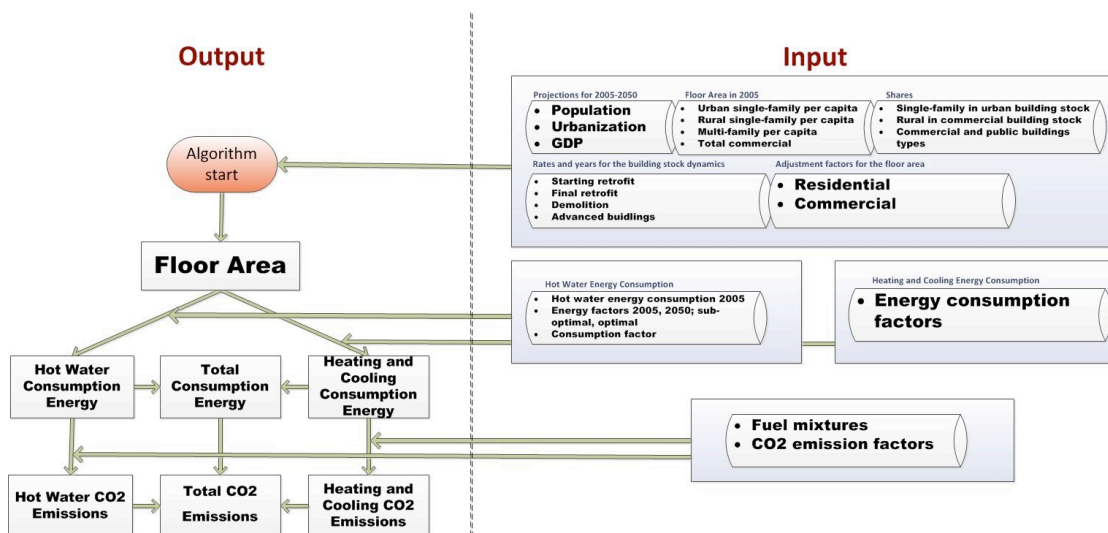 Output
Input
Algorithm
start
Floor Area
Hot Water
Consumption
Energy
Total
Consumption
Energy
Heating and
Cooling
Consumption
Energy
Hot Water CO2
Emissions
Total CO2
Emissions
Heating and
Cooling CO2
Emissions
Projections for 2005-2050
• Population
• Urbanization
• GDP
Floor Area in 2005
• Urban single-family per capita
• Rural single-family per capita
• Multi-family per capita
• Total commercial
Shares
• Single-family in urban building stock
• Rural in commercial building stock
• Commercial and public buildings
types
Rates and years for the building stock dynamics
• Starting retrofit
• Final retrofit
• Demolition
• Advanced buidlings
Adjustment factors for the floor area
• Residential
• Commercial
Hot Water Energy Consumption
• Hot water energy consumption 2005
• Energy factors 2005, 2050; sub-
optimal, optimal
• Consumption factor
Heating and Cooling Energy Consumption
• Energy consumption
factors
• Fuel mixtures
• CO2 emission factors